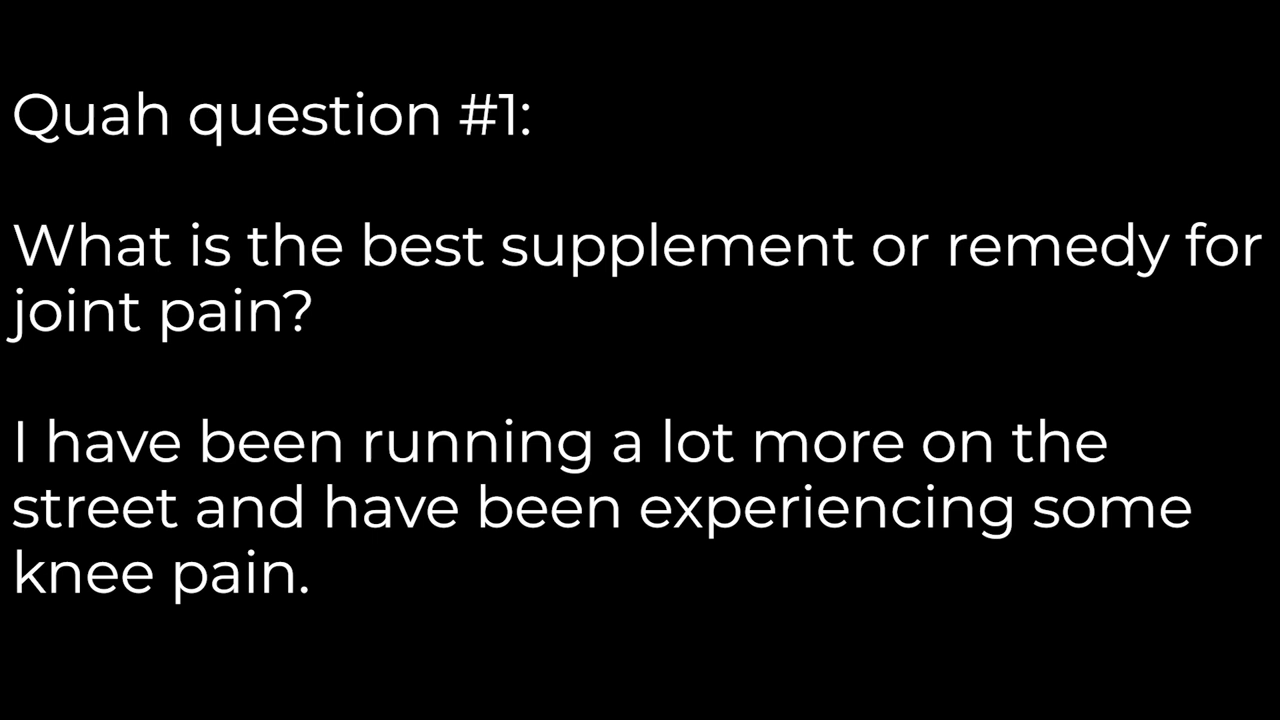 Quah question #1:
What is the best supplement or remedy for
joint pain?
I have been running a lot more on the
street and have been experiencing some
knee pain.